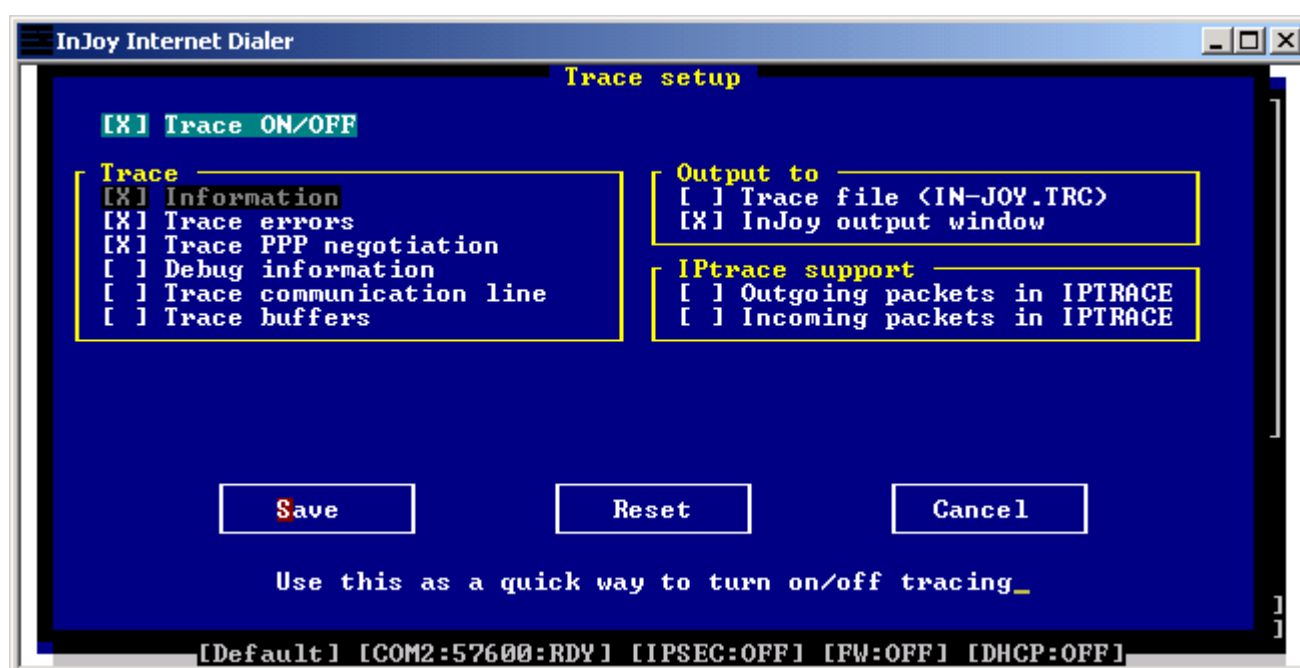 InJoy Internet Dialer
Trace setup
[X] Trace ON/OFF
Trace
[X] Information
[X] Trace errors
[X] Trace PPP negotiation
[ ] Debug information
[ ] Trace communication line
[ ] Trace buffers
Output to
[ ] Trace file (IN-JOY.TRC)
[X] InJoy output window
IPtrace support
[ ] Outgoing packets in IPTRACE
[ ] Incoming packets in IPTRACE
Save Reset Cancel
Use this as a quick way to turn on/off tracing_
[Default] [COM2:57600:RDY] [IPSEC:OFF] [FW:OFF] [DHCP:OFF]